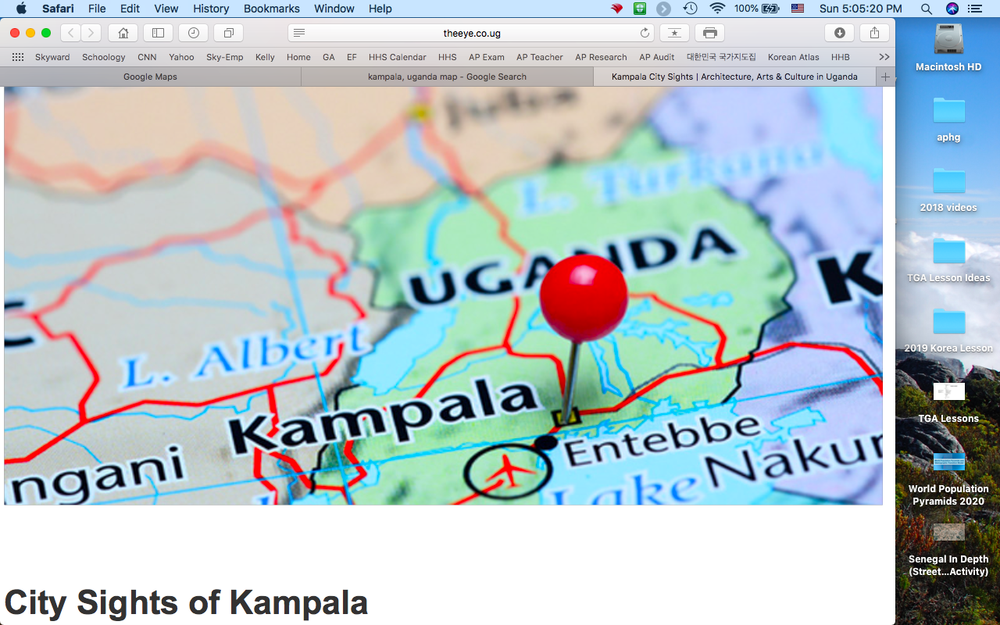 Safari File Edit View History Bookmarks Window Help 100% Sun 5:05:20 PM
theeye.co.ug
Skyward Schoology CNN Yahoo Sky-Emp Kelly Home GA EF HHS Calendar HHS AP Exam AP Teacher AP Research AP Audit 대한민국 국가지도집 Korean Atlas HHB >>
Google Maps kampala, uganda map - Google Search Kampala City Sights | Architecture, Arts & Culture in Uganda
L. Turkana
UGANDA
K
L. Albert
Kampala
Entebbe
ngani
Lake
Nakur
City Sights of Kampala
Macintosh HD
aphg
2018 videos
TGA Lesson Ideas
2019 Korea Lesson
TGA Lessons
World Population
Pyramids 2020
Senegal In Depth
(Street...Activity)